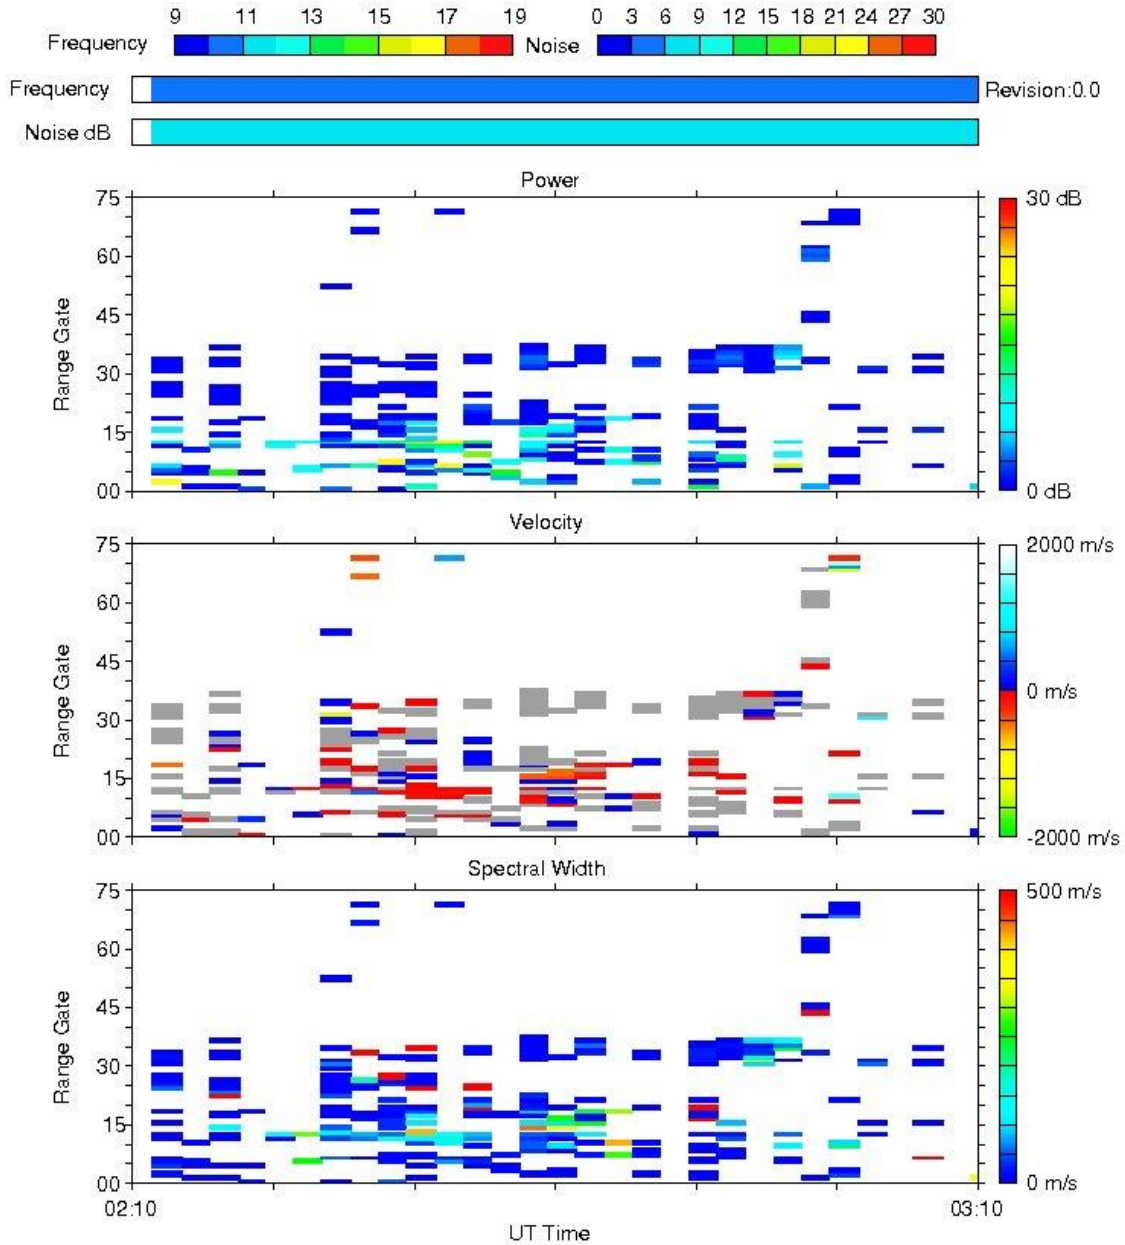 9 11 13 15 17 19 0 3 6 9 12 15 18 21 24 27 30
Frequency Noise
Frequency Revision:0.0
Noise dB
Power
75
60
45
30
15
00
Range Gate
30 dB
0 dB
Velocity
75
60
45
30
15
00
Range Gate
2000 m/s
0 m/s
-2000 m/s
Spectral Width
75
60
45
30
15
00
Range Gate
500 m/s
0 m/s
02:10 03:10
UT Time